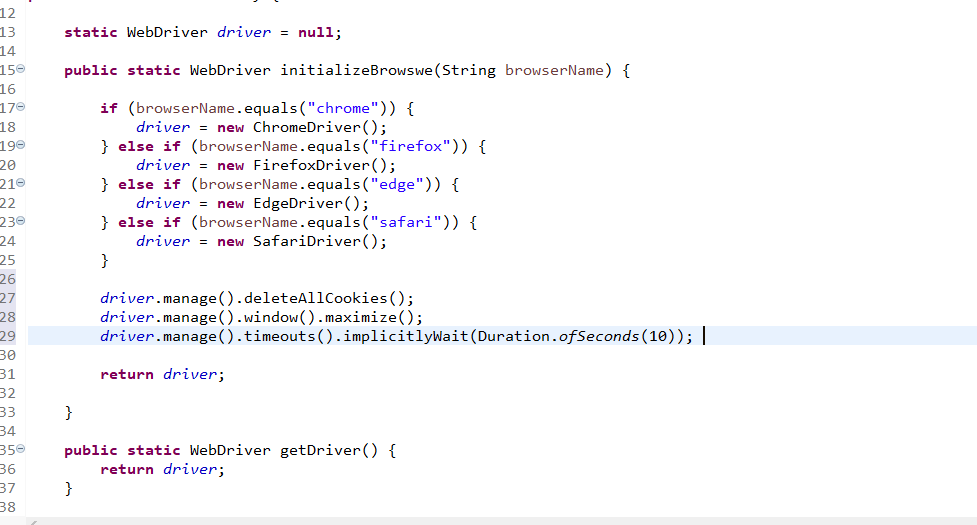 12
13 static WebDriver driver = null;
14
15 public static WebDriver initializeBrowswe(String browserName) {
16
17 if (browserName.equals("chrome")) {
18 driver = new ChromeDriver();
19 } else if (browserName.equals("firefox")) {
20 driver = new FirefoxDriver();
21 } else if (browserName.equals("edge")) {
22 driver = new EdgeDriver();
23 } else if (browserName.equals("safari")) {
24 driver = new SafariDriver();
25 }
26
27 driver.manage().deleteAllCookies();
28 driver.manage().window().maximize();
29 driver.manage().timeouts().implicitlyWait(Duration.ofSeconds(10));
30
31 return driver;
32
33 }
34
35 public static WebDriver getDriver() {
36 return driver;
37 }
38